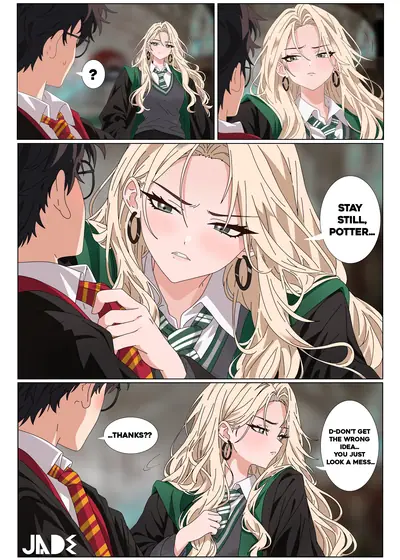 ?
STAY
STILL,
POTTER...
...THANKS??
D-DON'T GET
THE WRONG
IDEA...
YOU JUST
LOOK A MESS...
JADE